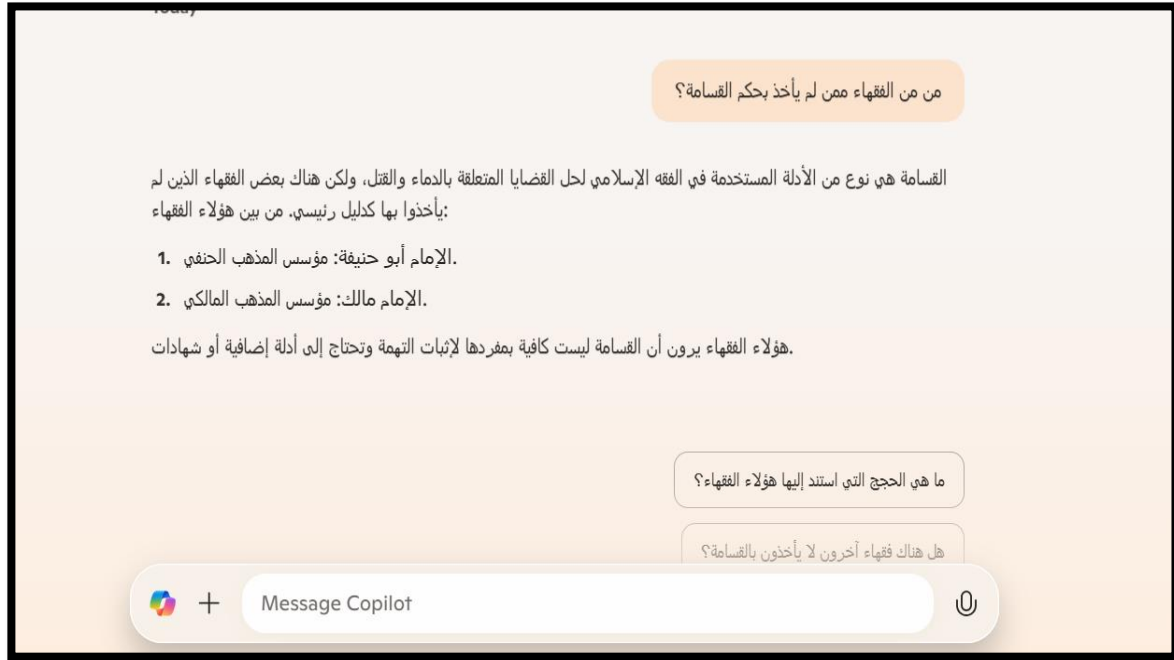 Today
من من الفقهاء ممن لم يأخذ بحكم القسامة؟
القسامة هي نوع من الأدلة المستخدمة في الفقه الإسلامي لحل القضايا المتعلقة بالدماء والقتل، ولكن هناك بعض الفقهاء الذين لم
يأخذوا بها كدليل رئيسي. من بين هؤلاء الفقهاء:
1. الإمام أبو حنيفة: مؤسس المذهب الحنفي.
2. الإمام مالك: مؤسس المذهب المالكي.
هؤلاء الفقهاء يرون أن القسامة ليست كافية بمفردها لإثبات التهمة وتحتاج إلى أدلة إضافية أو شهادات.
ما هي الحجج التي استند إليها هؤلاء الفقهاء؟
هل هناك فقهاء آخرون لا يأخذون بالقسامة؟
Message Copilot